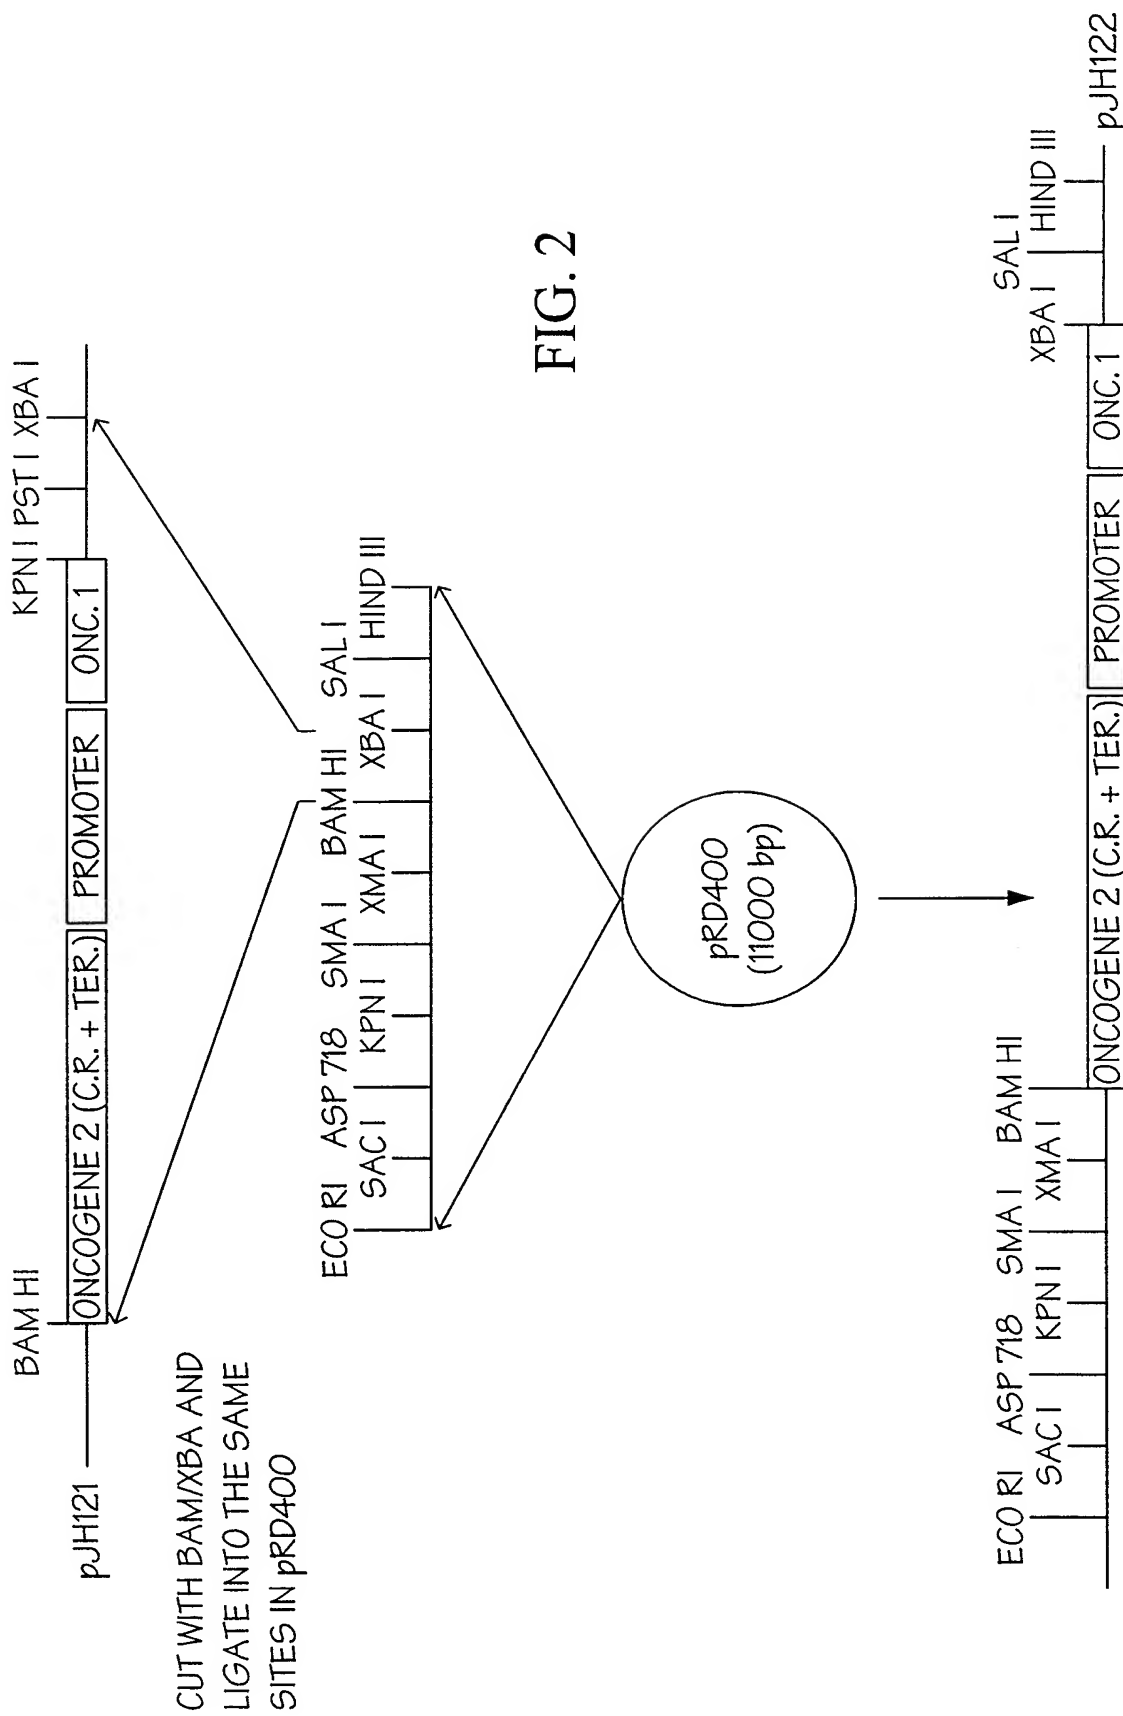 BAM HI
KPN I PST I XBA I
pJH121
ONCOGENE 2 (C.R. + TER.)
PROMOTER
ONC. 1
CUT WITH BAM/XBA AND
LIGATE INTO THE SAME
SITES IN pRD400
ECO RI ASP 718 SMA I BAM HI SAL I
SAC I KPN I XMA I XBA I HIND III
FIG. 2
pRD400
(11000 bp)
ECO RI ASP 718 SMA I BAM HI SAL I
SAC I KPN I XMA I XBA I HIND III
ONCOGENE 2 (C.R. + TER.)
PROMOTER
ONC. 1
pJH122